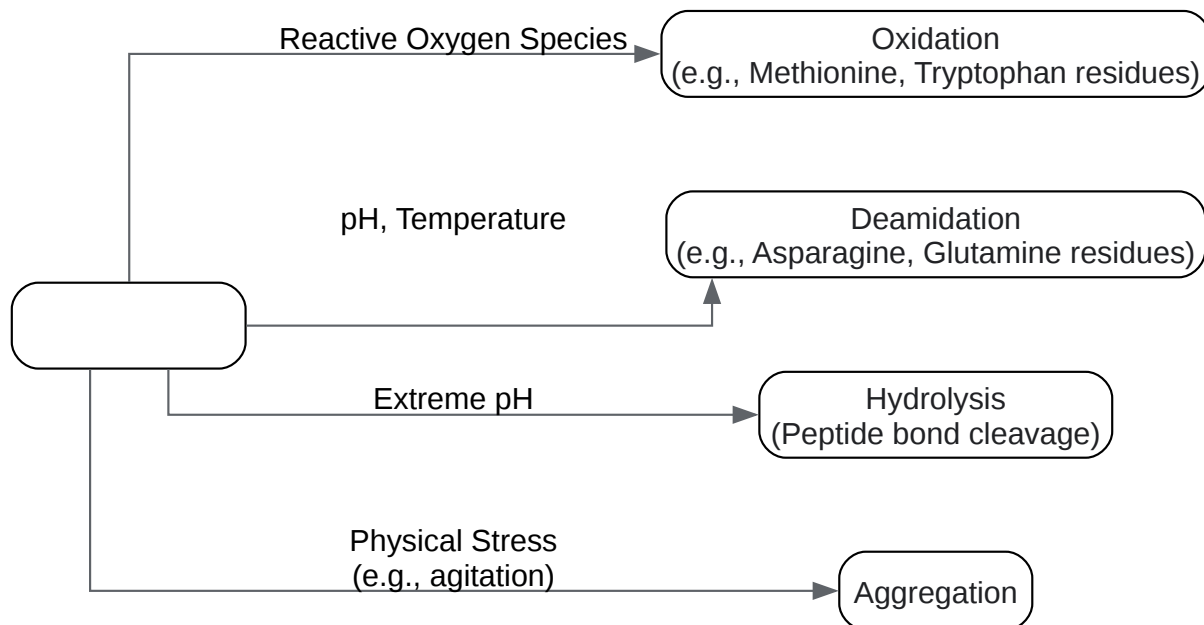 Reactive Oxygen Species
Oxidation
(e.g., Methionine, Tryptophan residues)
pH, Temperature
Deamidation
(e.g., Asparagine, Glutamine residues)
Extreme pH
Hydrolysis
(Peptide bond cleavage)
Physical Stress
(e.g., agitation)
Aggregation